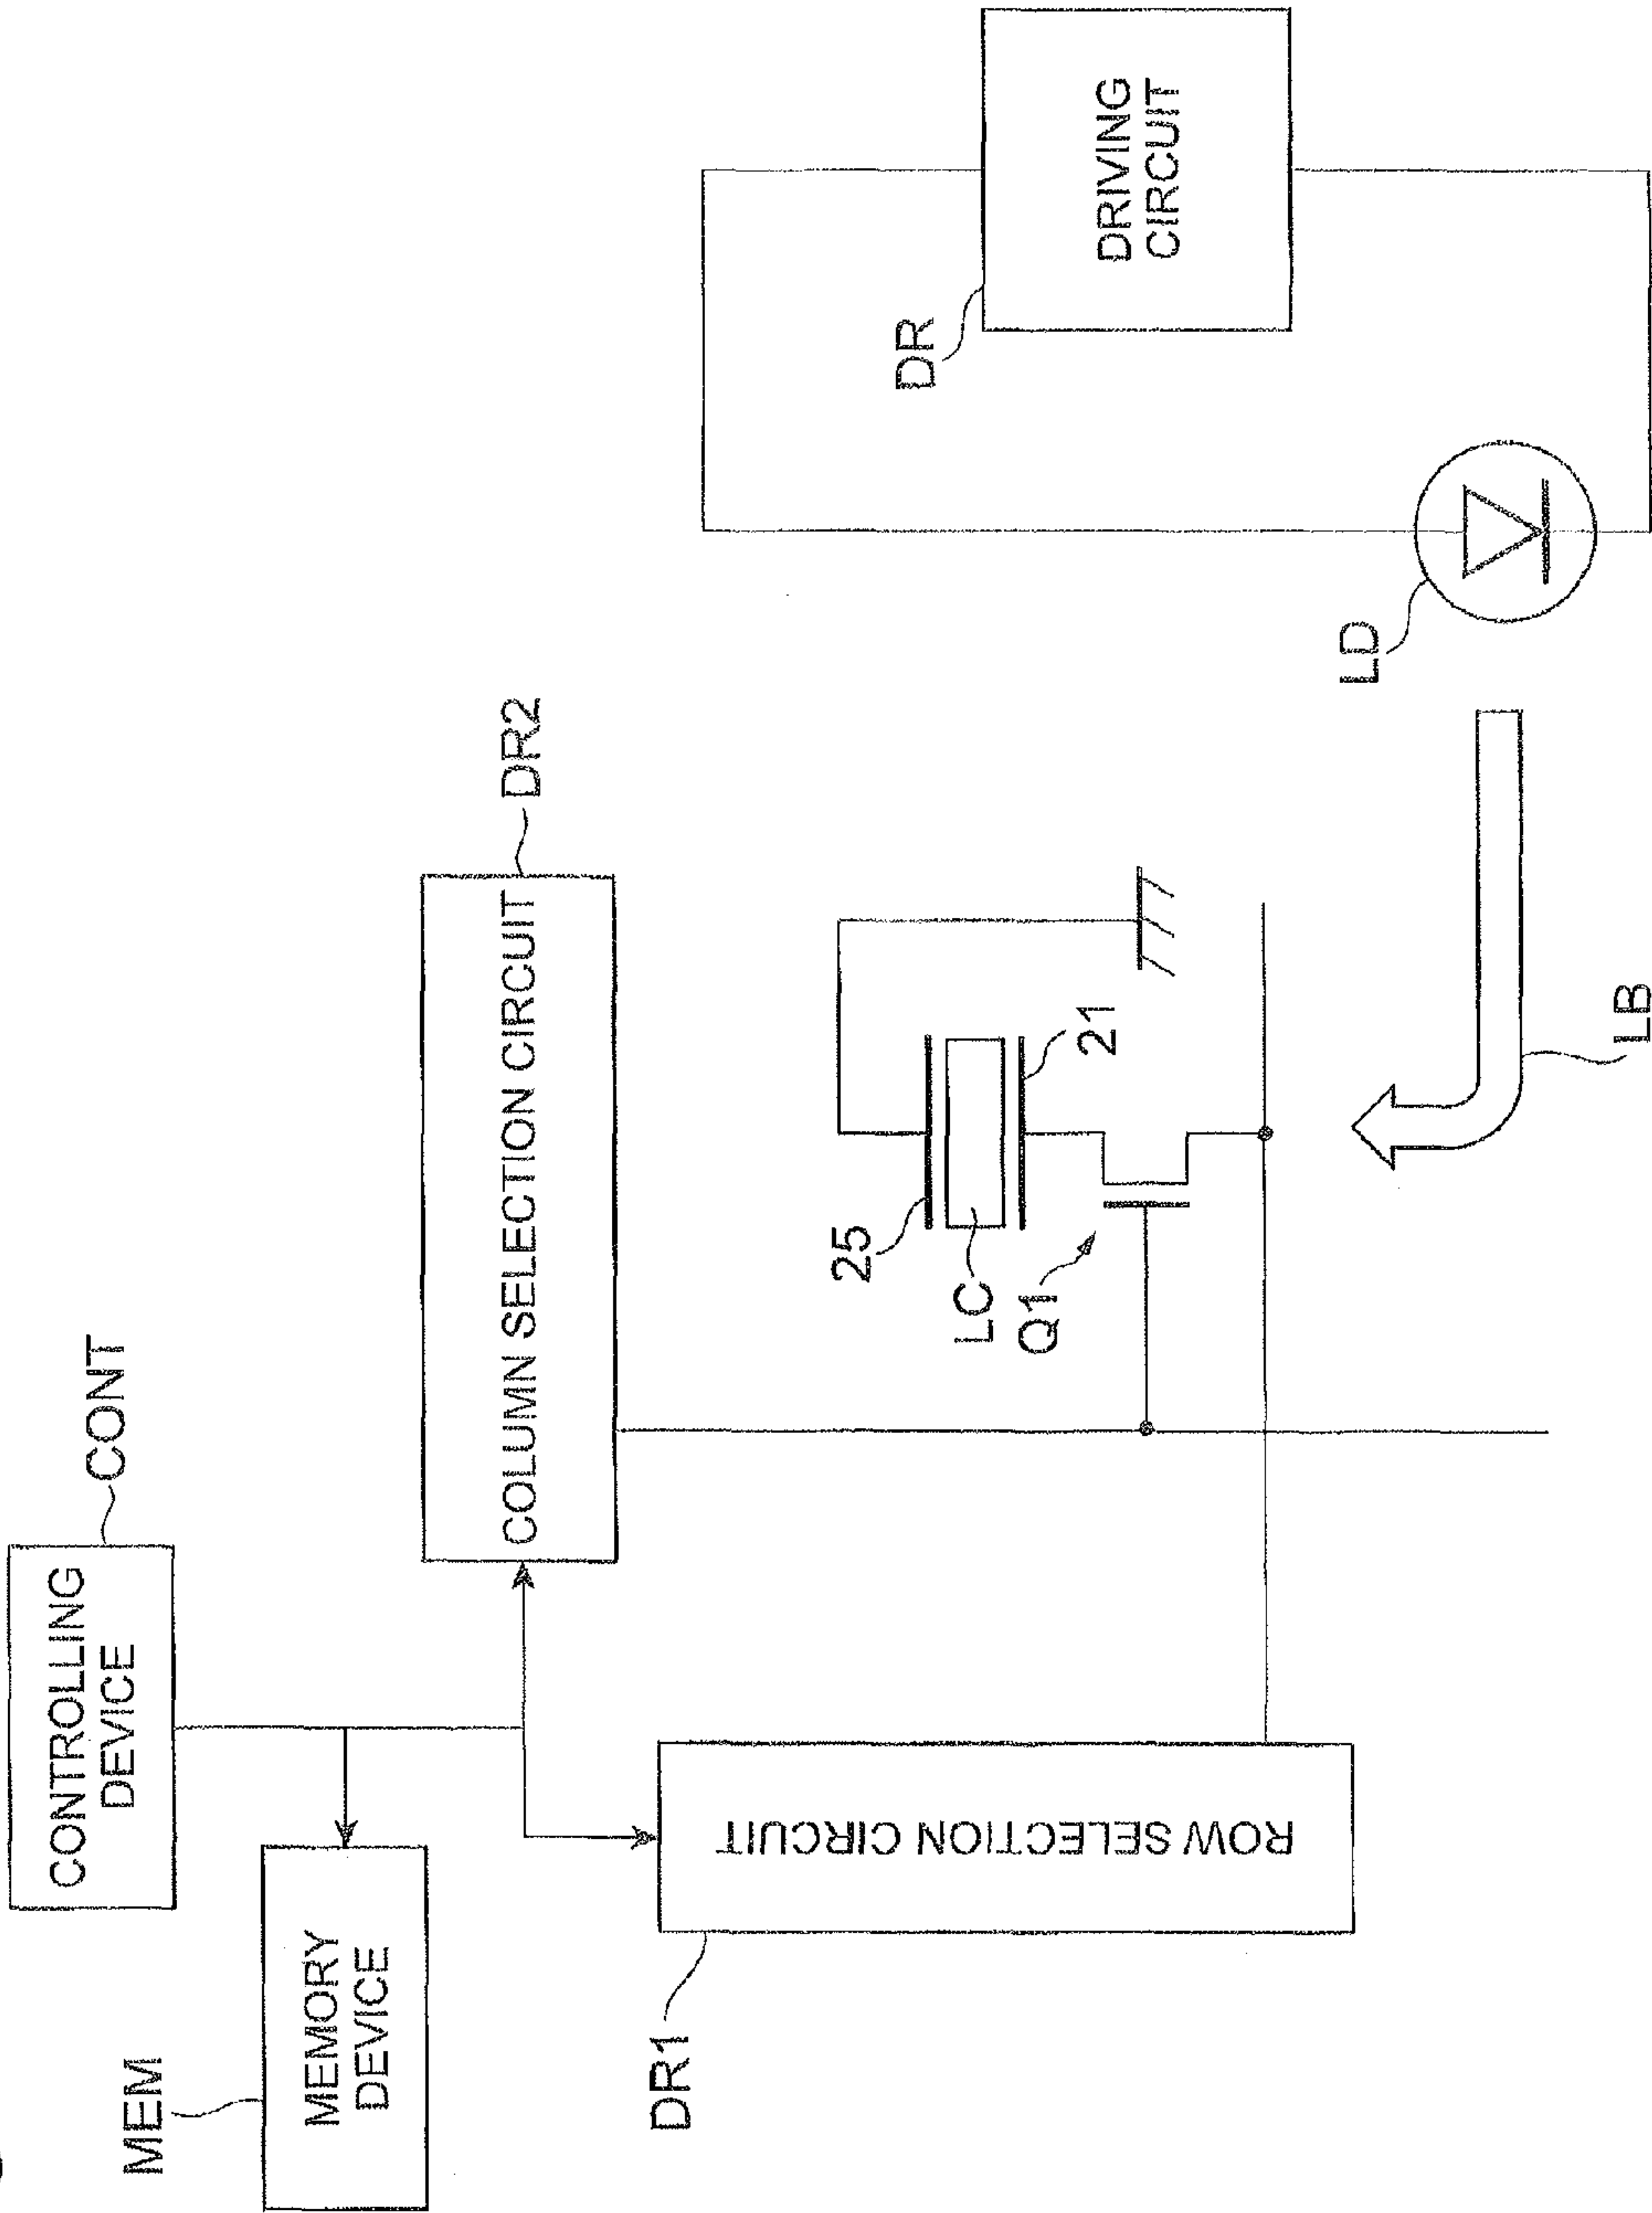 CONTROLLING
DEVICE
CONT
MEM
MEMORY
DEVICE
COLUMN SELECTION CIRCUIT
DR2
DR1
ROW SELECTION CIRCUIT
25
LC
21
Q1
DR
DRIVING
CIRCUIT
LD
LB